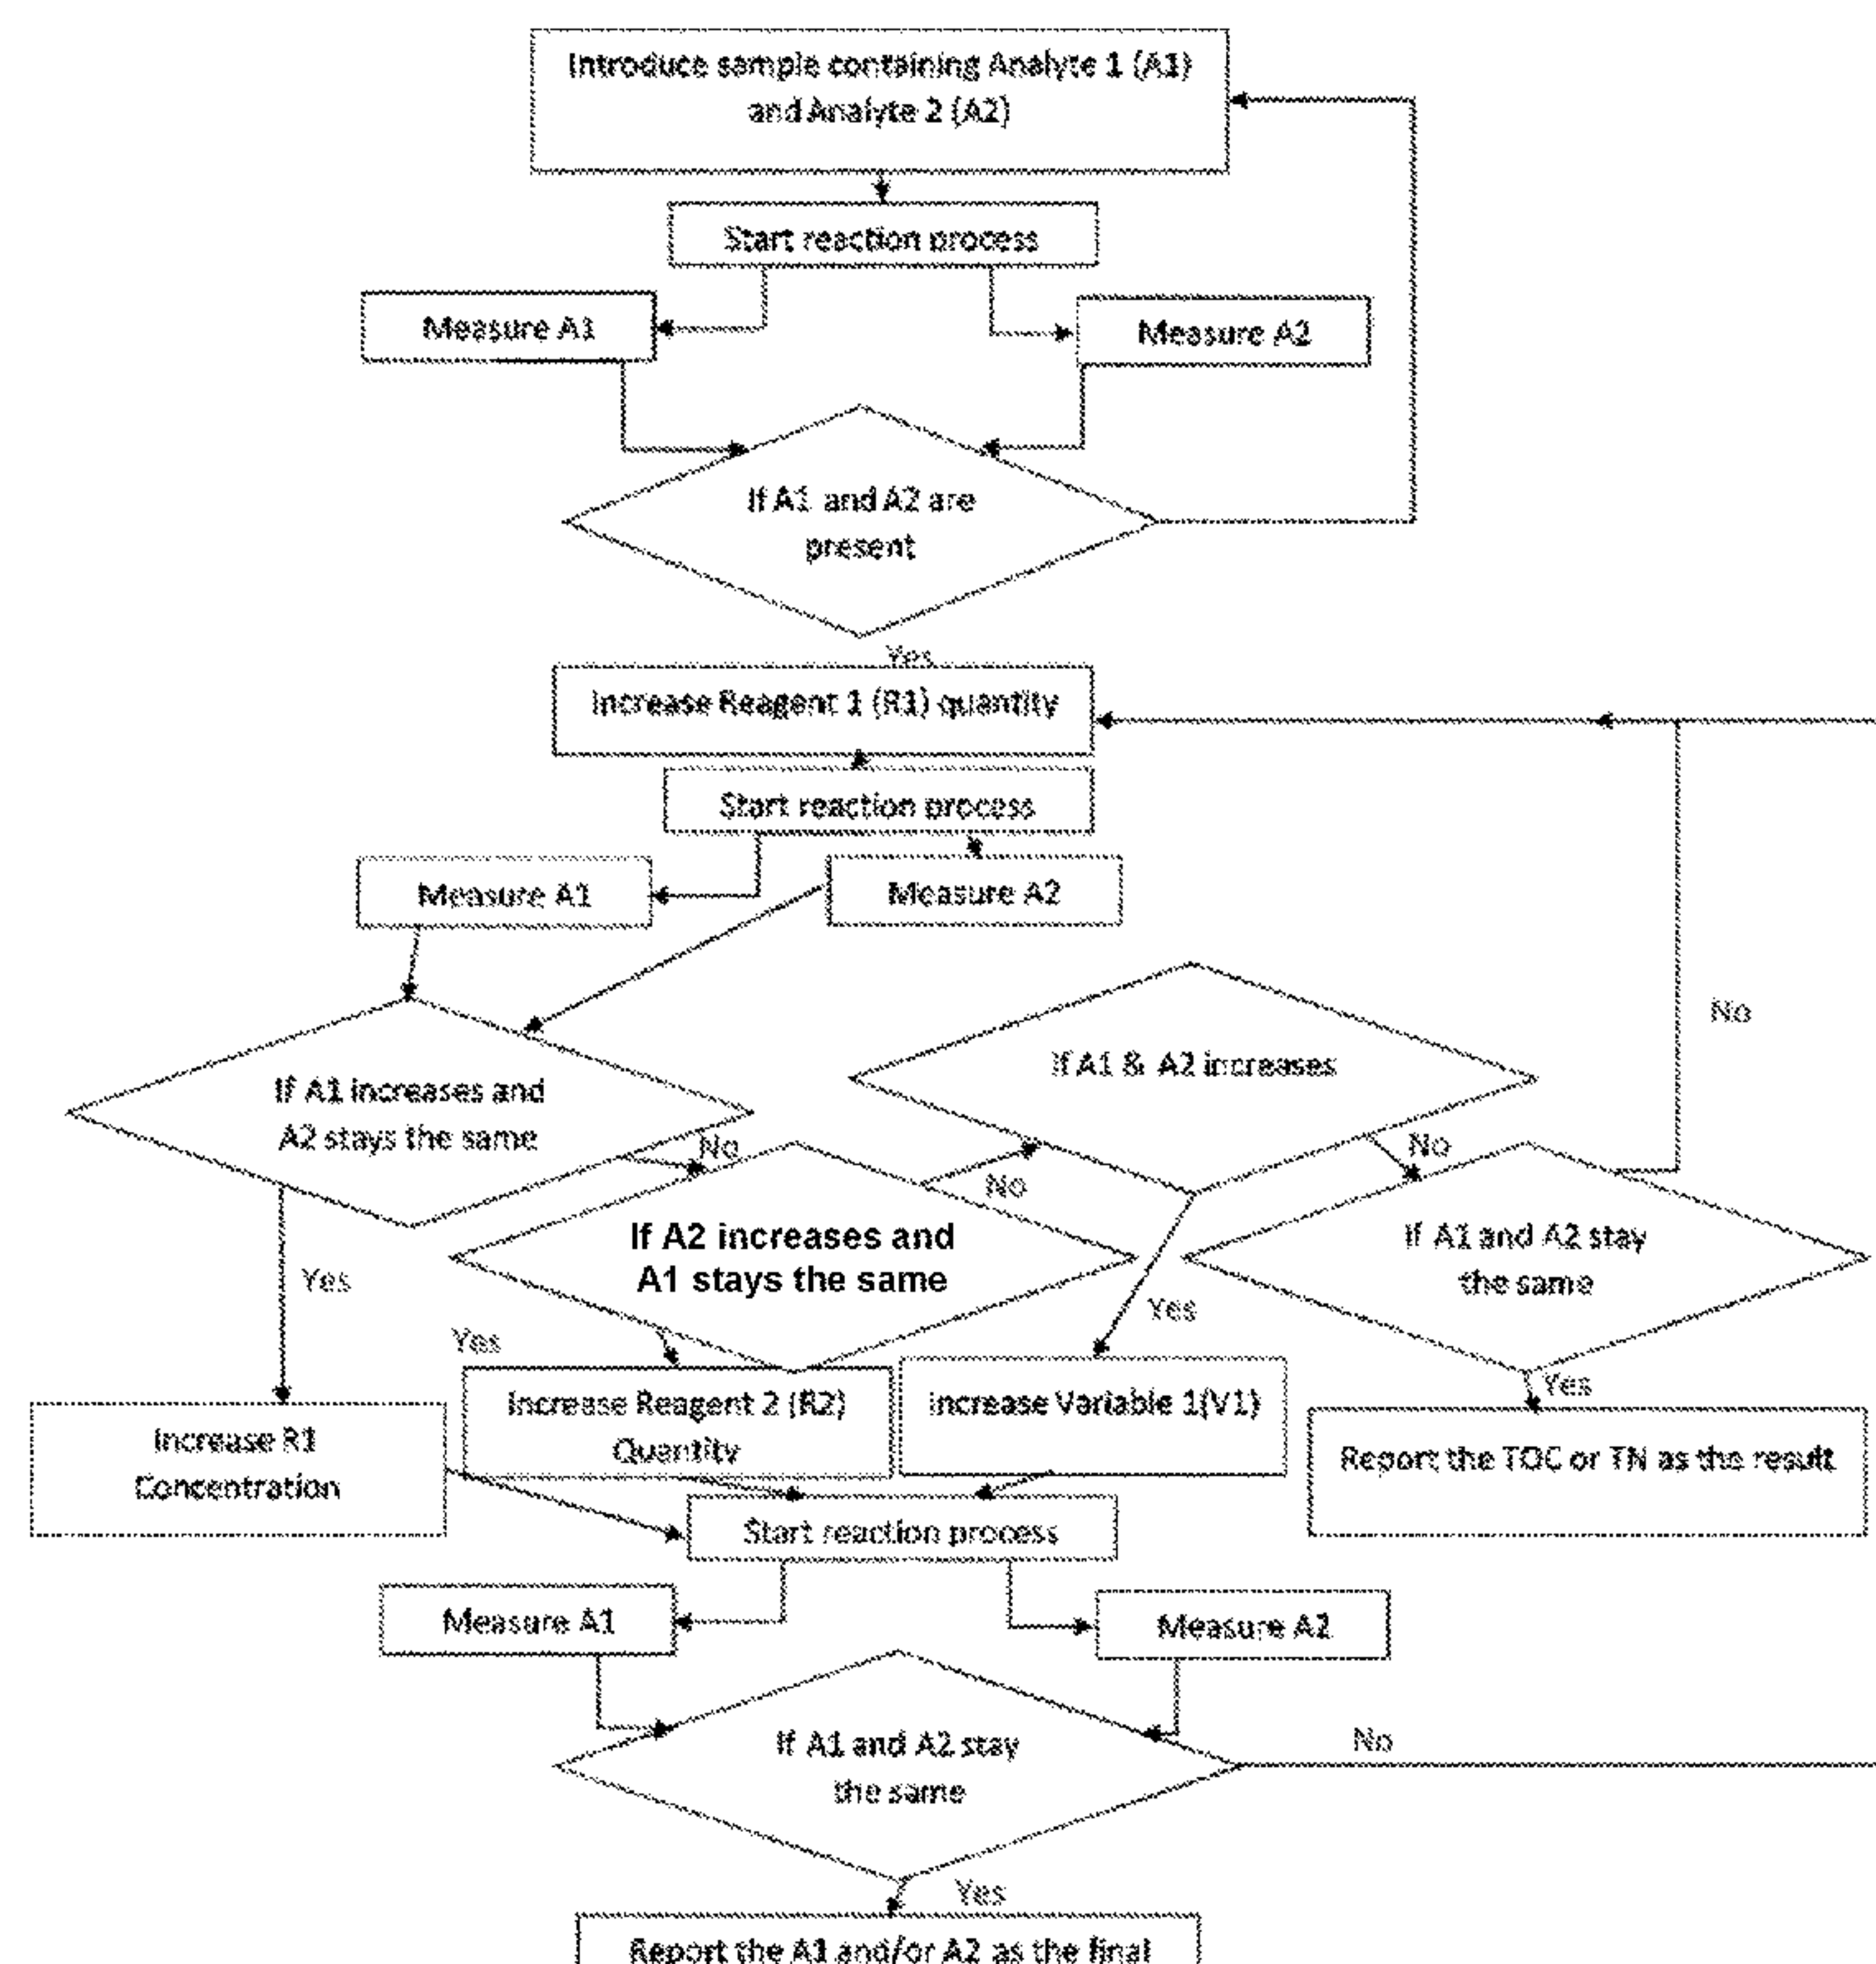 Introduce sample containing Analyte 1 (A1)
and Analyte 2 (A2)
Start reaction process
Measure A1
Measure A2
If A1 and A2 are
present
Yes
Increase Reagent 1 (R1) quantity
Start reaction process
Measure A1
Measure A2
No
If A1 & A2 increases
If A1 increases and
A2 stays the same
No
No
No
If A2 increases and
A1 stays the same
If A1 and A2 stay
the same
Yes
Yes
Yes
Yes
Increase R1
Concentration
Increase Reagent 2 (R2)
Quantity
increase Variable 1(V1)
Report the TOC or TN as the result
Start reaction process
Measure A1
Measure A2
If A1 and A2 stay
the same
No
Yes
Report the A1 and/or A2 as the final